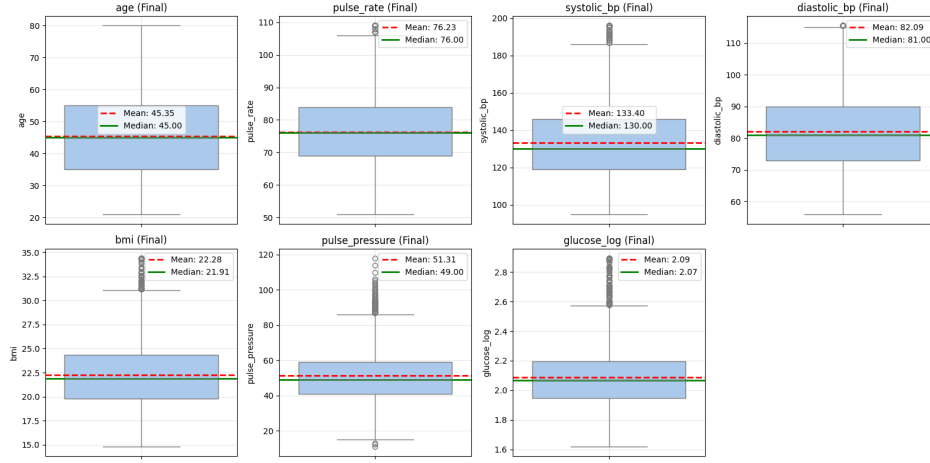 age (Final)
age
80
70
60
50
40
30
20
Mean: 45.35
Median: 45.00
pulse_rate (Final)
pulse_rate
110
100
90
80
70
60
50
Mean: 76.23
Median: 76.00
systolic_bp (Final)
systolic_bp
200
180
160
140
120
100
Mean: 133.40
Median: 130.00
diastolic_bp (Final)
diastolic_bp
110
100
90
80
70
60
Mean: 82.09
Median: 81.00
bmi (Final)
bmi
35.0
32.5
30.0
27.5
25.0
22.5
20.0
17.5
15.0
Mean: 22.28
Median: 21.91
pulse_pressure (Final)
pulse_pressure
120
100
80
60
40
20
Mean: 51.31
Median: 49.00
glucose_log (Final)
glucose_log
2.8
2.6
2.4
2.2
2.0
1.8
1.6
Mean: 2.09
Median: 2.07